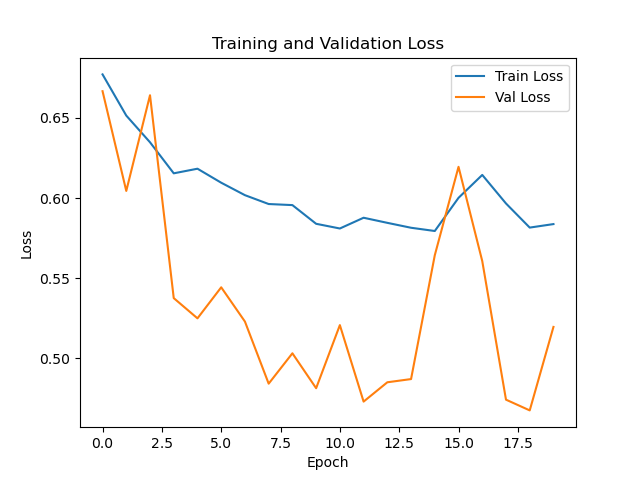 Training and Validation Loss
Train Loss
Val Loss
0.65
0.60
0.55
0.50
Loss
0.0 2.5 5.0 7.5 10.0 12.5 15.0 17.5
Epoch